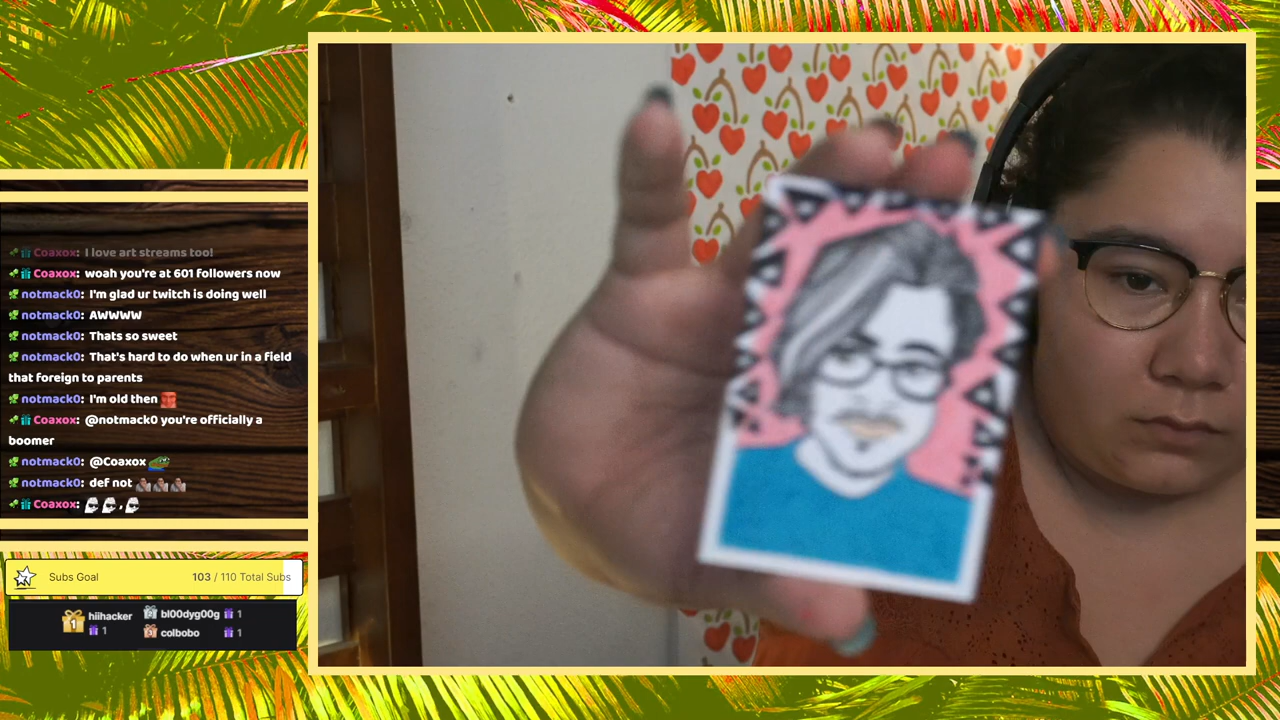 Coaxox: I love art streams too!
Coaxox: woah you're at 601 followers now
notmack0: I'm glad ur twitch is doing well
notmack0: AWWWW
notmack0: Thats so sweet
notmack0: That's hard to do when ur in a field
that foreign to parents
notmack0: I'm old then
Coaxox: @notmack0 you're officially a
boomer
notmack0: @Coaxox
notmack0: def not
Coaxox: ,
Subs Goal 103 / 110 Total Subs
1 hiihacker 1
2 bl00dyg00g 1
3 colbobo 1